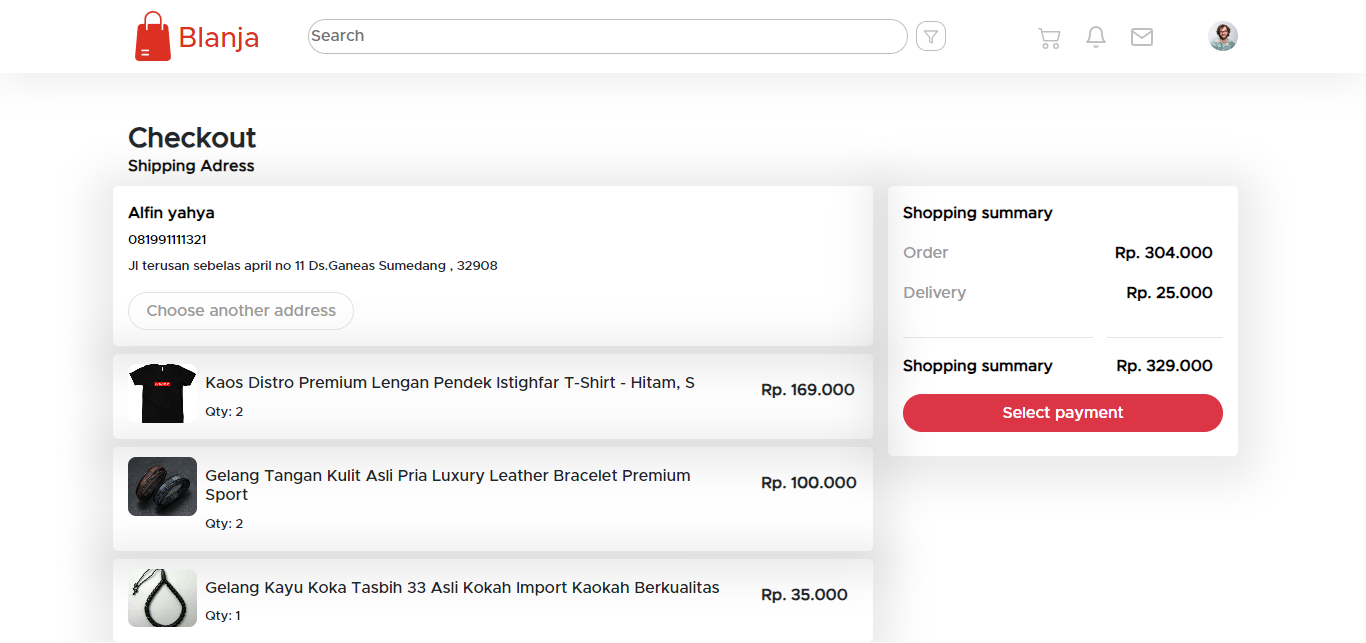 Blanja
Search
Checkout
Shipping Adress
Alfin yahya
081991111321
Jl terusan sebelas april no 11 Ds.Ganeas Sumedang , 32908
Choose another address
Kaos Distro Premium Lengan Pendek Istighfar T-Shirt - Hitam, S
Qty: 2
Rp. 169.000
Gelang Tangan Kulit Asli Pria Luxury Leather Bracelet Premium
Sport
Qty: 2
Rp. 100.000
Gelang Kayu Koka Tasbih 33 Asli Kokah Import Kaokah Berkualitas
Qty: 1
Rp. 35.000
Shopping summary
Order Rp. 304.000
Delivery Rp. 25.000
Shopping summary Rp. 329.000
Select payment